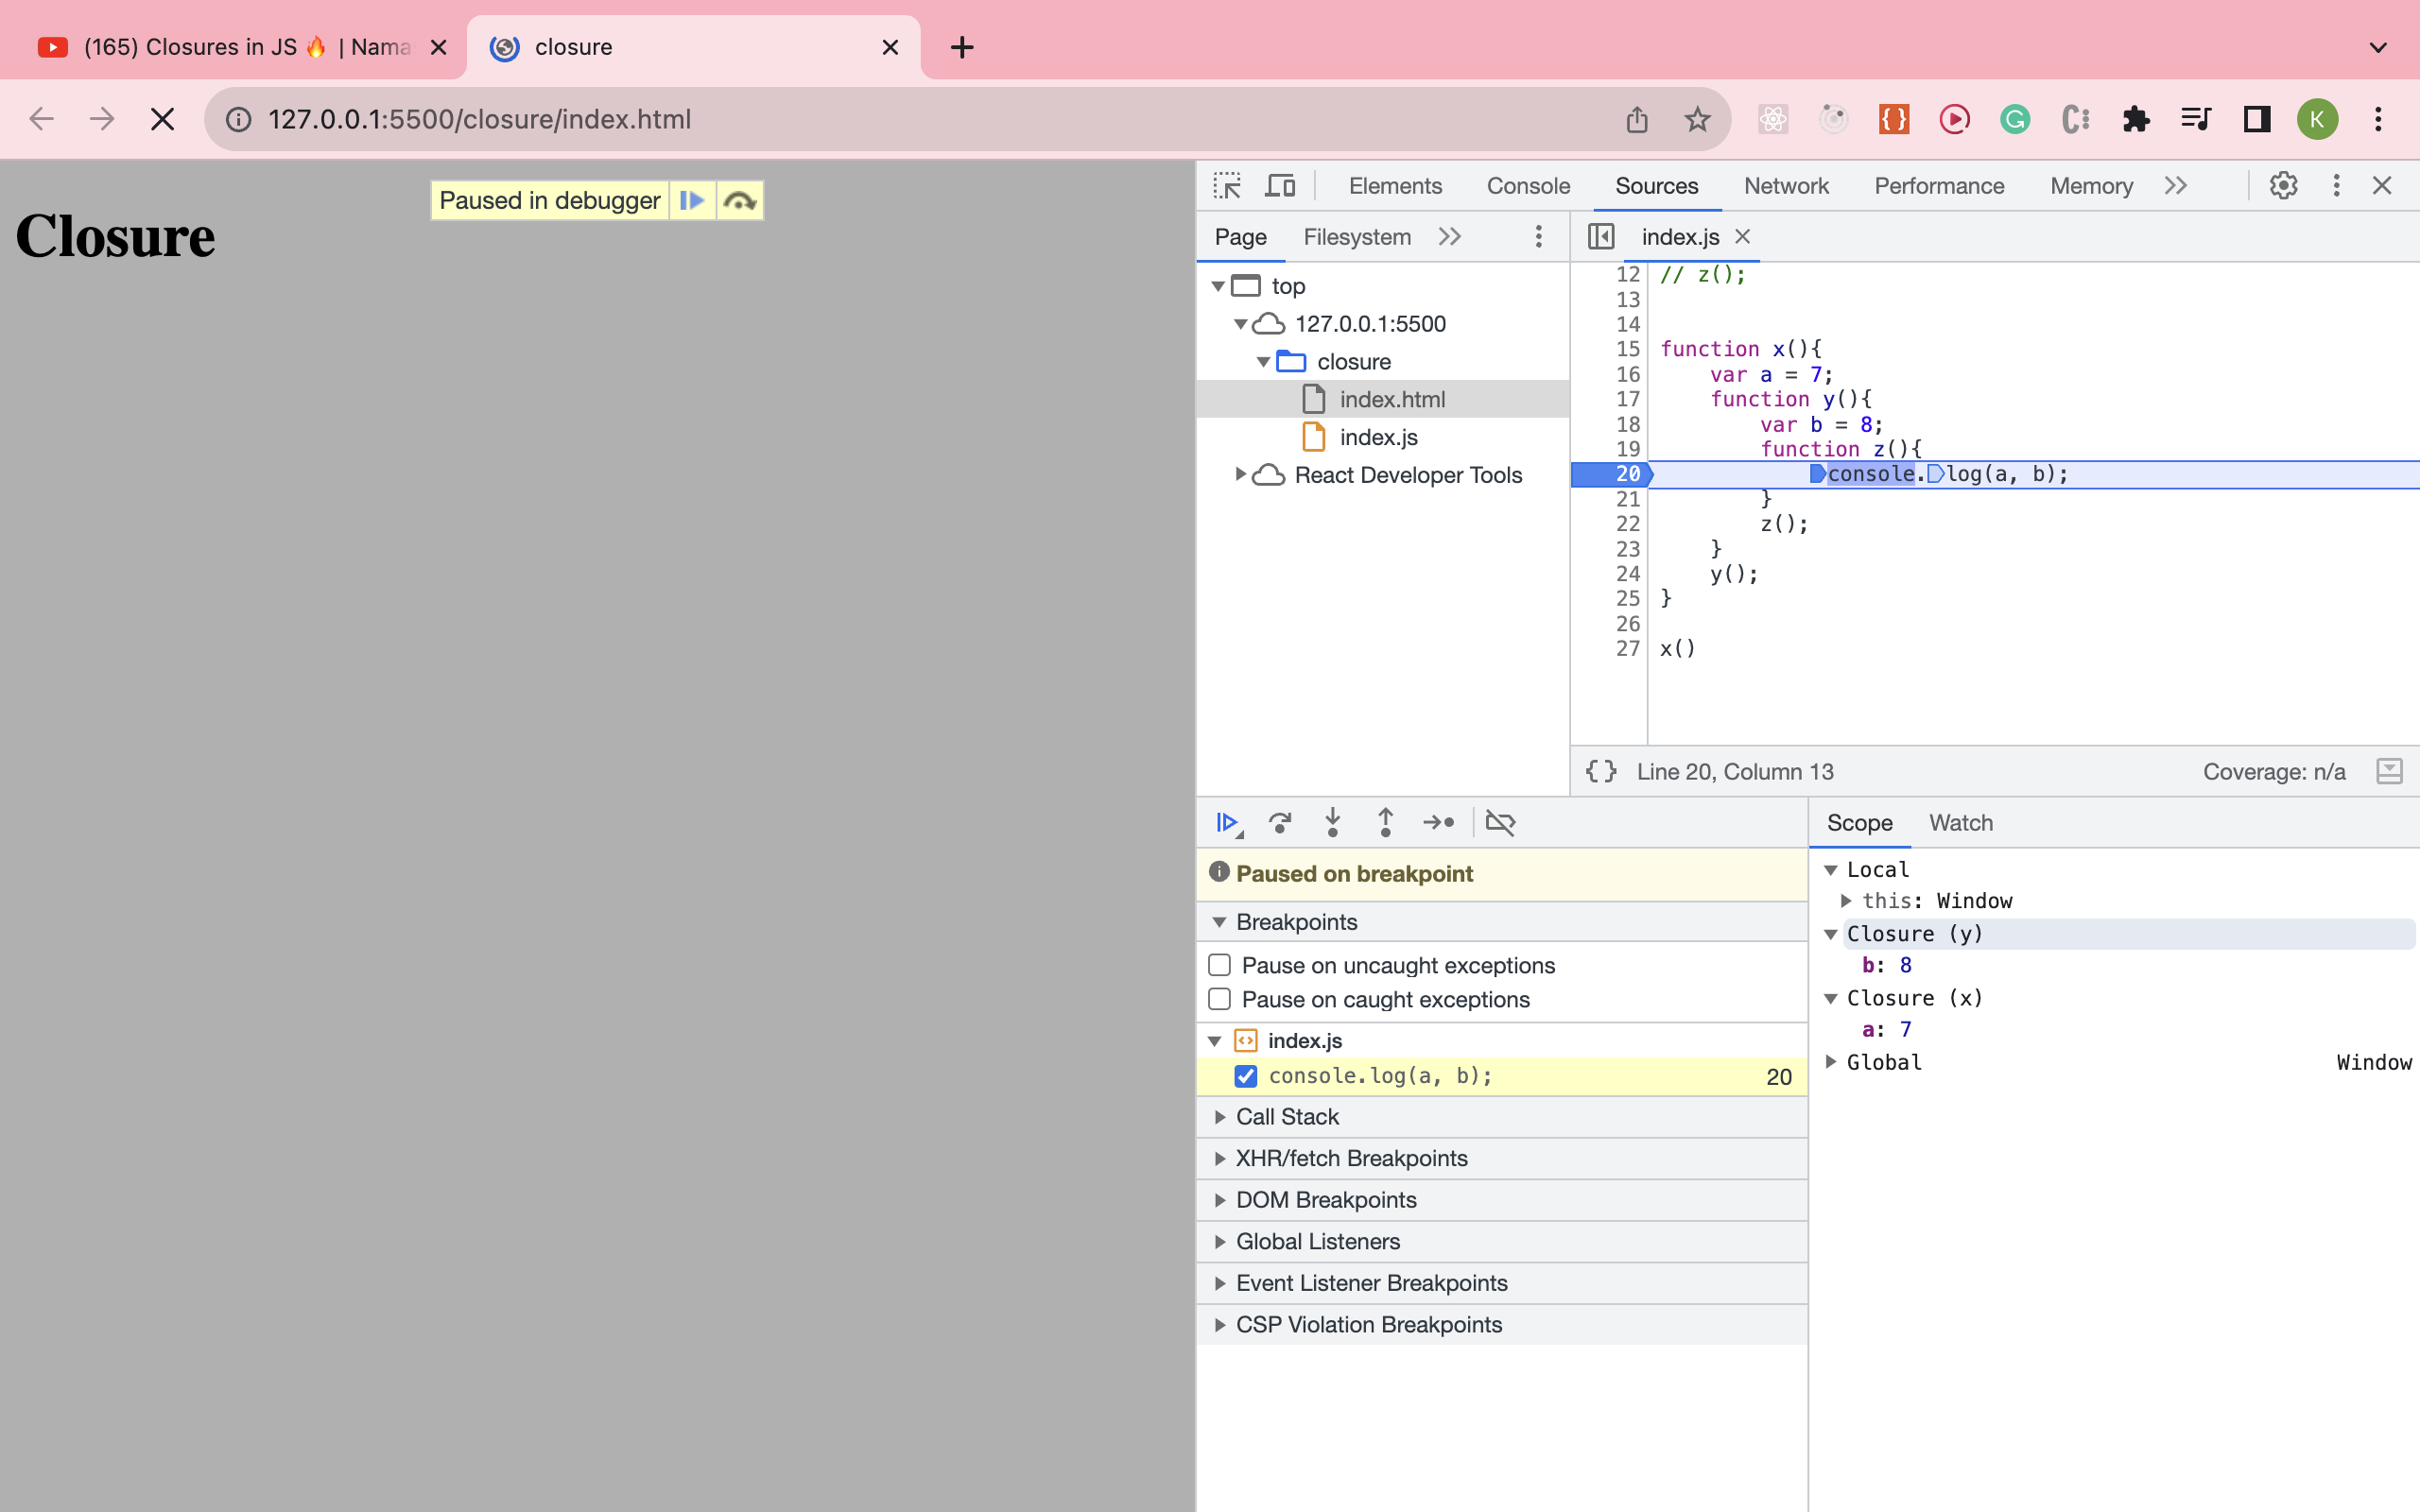 (165) Closures in JS 🔥 | Nama
closure
127.0.0.1:5500/closure/index.html
K
Paused in debugger
Closure
Elements Console Sources Network Performance Memory
Page Filesystem
index.js
top
127.0.0.1:5500
closure
index.html
index.js
React Developer Tools
12 // z();
13
14
15 function x(){
16 var a = 7;
17 function y(){
18 var b = 8;
19 function z(){
20 console.log(a, b);
21 }
22 z();
23 }
24 y();
25 }
26
27 x()
{} Line 20, Column 13
Coverage: n/a
Paused on breakpoint
Breakpoints
Pause on uncaught exceptions
Pause on caught exceptions
index.js
console.log(a, b); 20
Call Stack
XHR/fetch Breakpoints
DOM Breakpoints
Global Listeners
Event Listener Breakpoints
CSP Violation Breakpoints
Scope Watch
Local
this: Window
Closure (y)
b: 8
Closure (x)
a: 7
Global Window